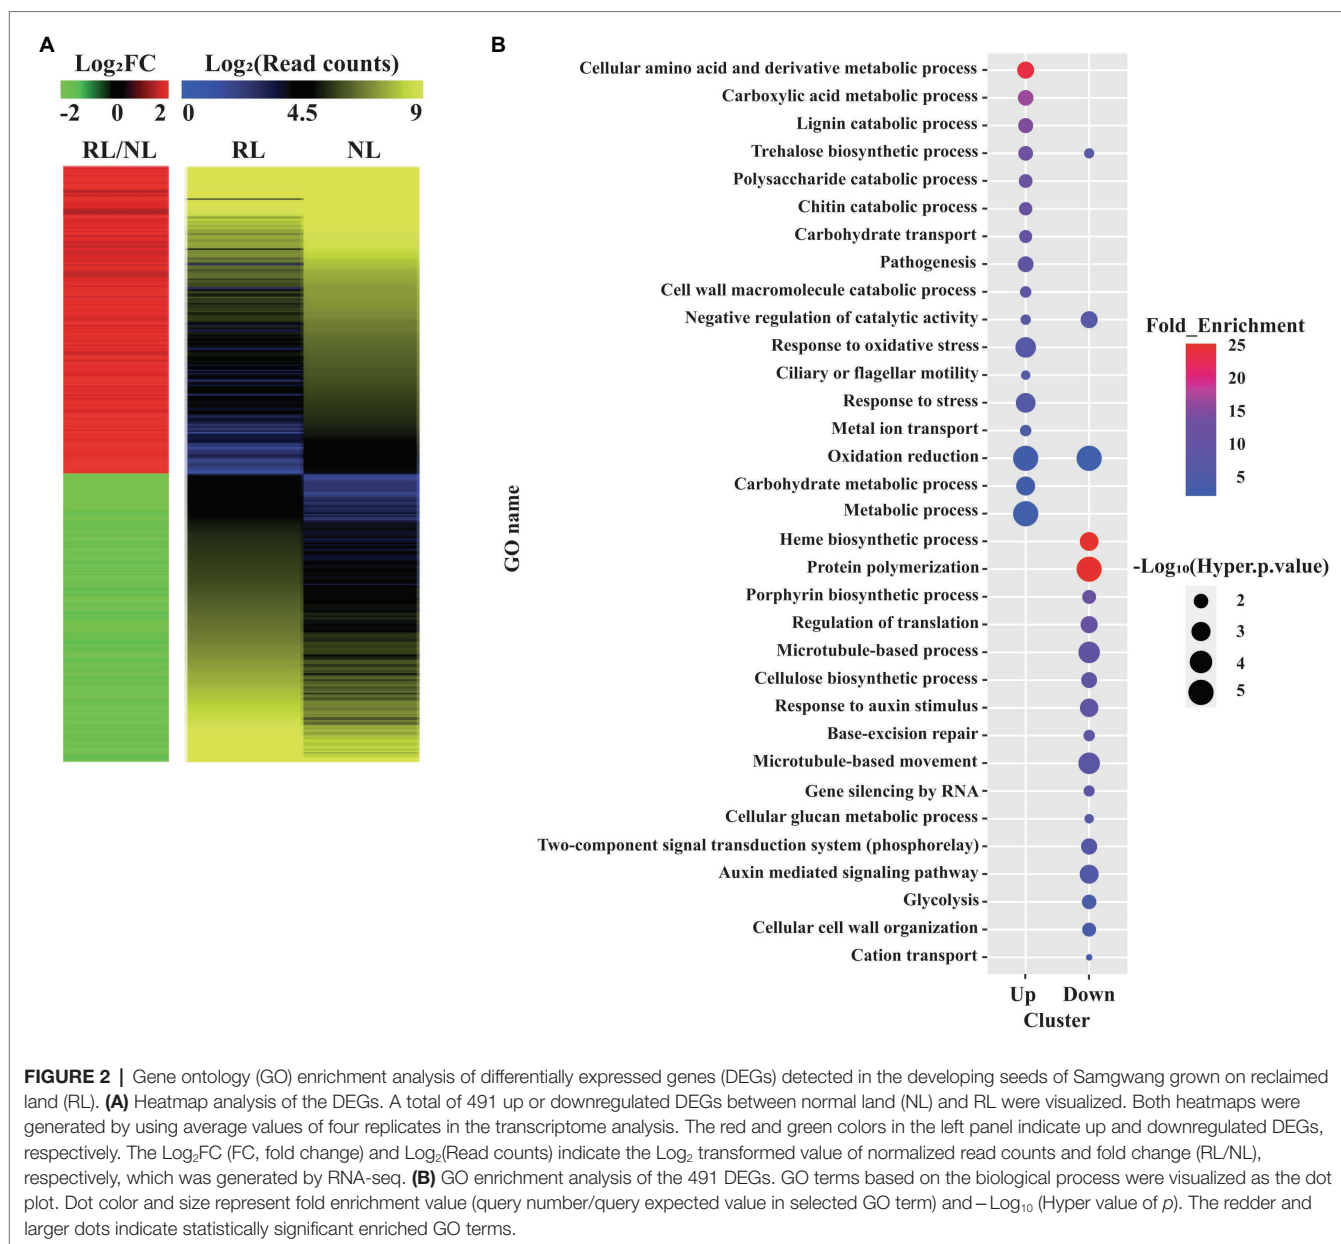 A
Log₂FC
Log₂(Read counts)
-2 0 2
0 4.5 9
RL/NL
RL
NL
B
GO name
Cellular amino acid and derivative metabolic process
Carboxylic acid metabolic process
Lignin catabolic process
Trehalose biosynthetic process
Polysaccharide catabolic process
Chitin catabolic process
Carbohydrate transport
Pathogenesis
Cell wall macromolecule catabolic process
Negative regulation of catalytic activity
Response to oxidative stress
Ciliary or flagellar motility
Response to stress
Metal ion transport
Oxidation reduction
Carbohydrate metabolic process
Metabolic process
Heme biosynthetic process
Protein polymerization
Porphyrin biosynthetic process
Regulation of translation
Microtubule-based process
Cellulose biosynthetic process
Response to auxin stimulus
Base-excision repair
Microtubule-based movement
Gene silencing by RNA
Cellular glucan metabolic process
Two-component signal transduction system (phosphorelay)
Auxin mediated signaling pathway
Glycolysis
Cellular cell wall organization
Cation transport
Up Down
Cluster
Fold_Enrichment
25
20
15
10
5
-Log₁₀(Hyper.p.value)
2
3
4
5
FIGURE 2 | Gene ontology (GO) enrichment analysis of differentially expressed genes (DEGs) detected in the developing seeds of Samgwang grown on reclaimed
land (RL). (A) Heatmap analysis of the DEGs. A total of 491 up or downregulated DEGs between normal land (NL) and RL were visualized. Both heatmaps were
generated by using average values of four replicates in the transcriptome analysis. The red and green colors in the left panel indicate up and downregulated DEGs,
respectively. The Log₂FC (FC, fold change) and Log₂(Read counts) indicate the Log₂ transformed value of normalized read counts and fold change (RL/NL),
respectively, which was generated by RNA-seq. (B) GO enrichment analysis of the 491 DEGs. GO terms based on the biological process were visualized as the dot
plot. Dot color and size represent fold enrichment value (query number/query expected value in selected GO term) and −Log₁₀ (Hyper value of p). The redder and
larger dots indicate statistically significant enriched GO terms.